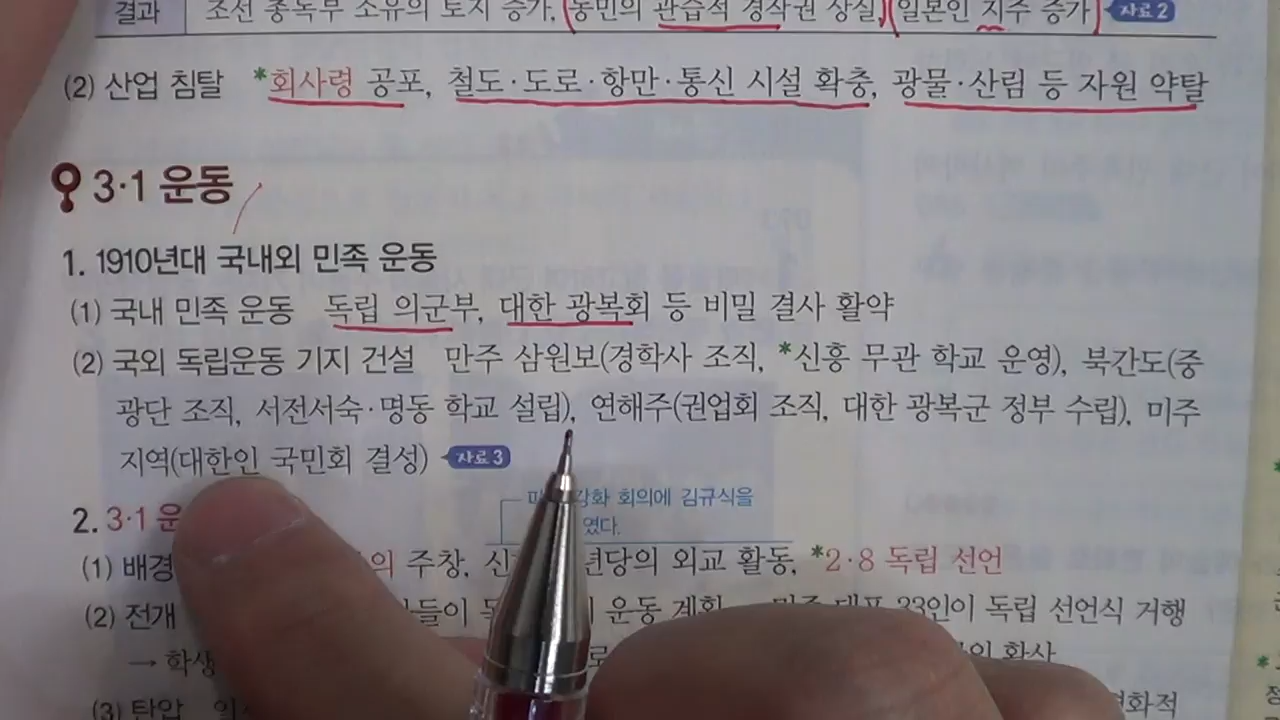 결과 조선 총독부 소유의 토지 증가, 농민의 관습적 경작권 상실, 일본인 지주 증가 자료 2
(2) 산업 침탈 *회사령 공포, 철도·도로·항만·통신 시설 확충, 광물·산림 등 자원 약탈
3·1 운동
1. 1910년대 국내외 민족 운동
(1) 국내 민족 운동 독립 의군부, 대한 광복회 등 비밀 결사 활약
(2) 국외 독립운동 기지 건설 만주 삼원보(경학사 조직, *신흥 무관 학교 운영), 북간도(중
광단 조직, 서전서숙·명동 학교 설립), 연해주(권업회 조직, 대한 광복군 정부 수립), 미주
지역(대한인 국민회 결성) 자료 3
강화 회의에 김규식을
2. 3·1 운
였다.
(1) 배경 의 주창, 신 년당의 외교 활동, *2·8 독립 선언
(2) 전개 들이 독 운동 계획 33인이 독립 선언식 거행
→ 학생
(3) 탄압